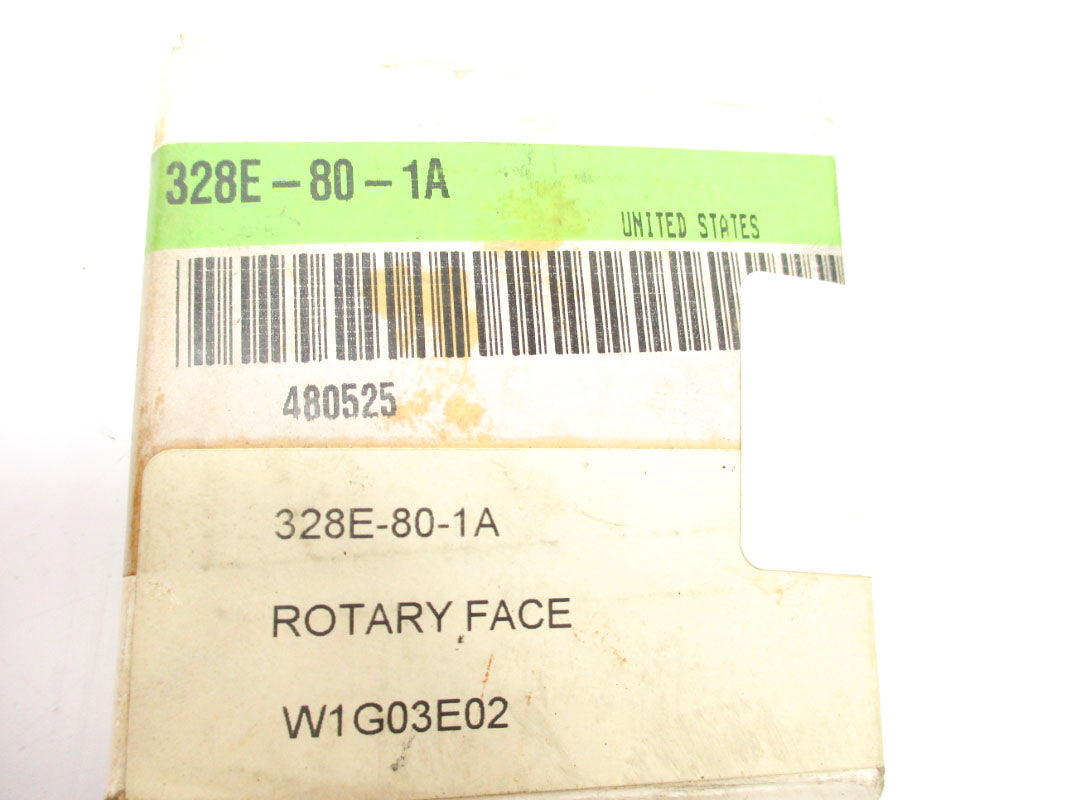 328E-80-1A
UNITED STATES
480525
328E-80-1A
ROTARY FACE
W1G03E02